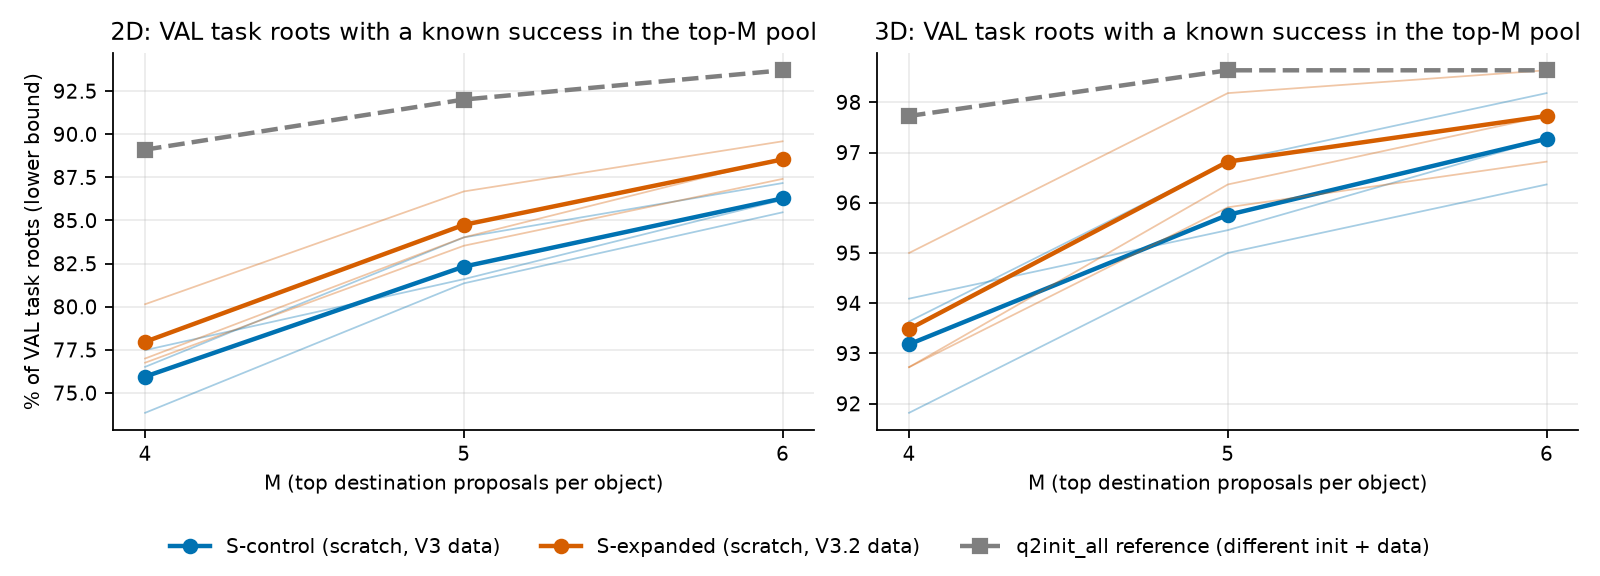 2D: VAL task roots with a known success in the top-M pool
% of VAL task roots (lower bound)
92.5
90.0
87.5
85.0
82.5
80.0
77.5
75.0
4 5 6
M (top destination proposals per object)
3D: VAL task roots with a known success in the top-M pool
98
97
96
95
94
93
92
4 5 6
M (top destination proposals per object)
S-control (scratch, V3 data)
S-expanded (scratch, V3.2 data)
q2init_all reference (different init + data)